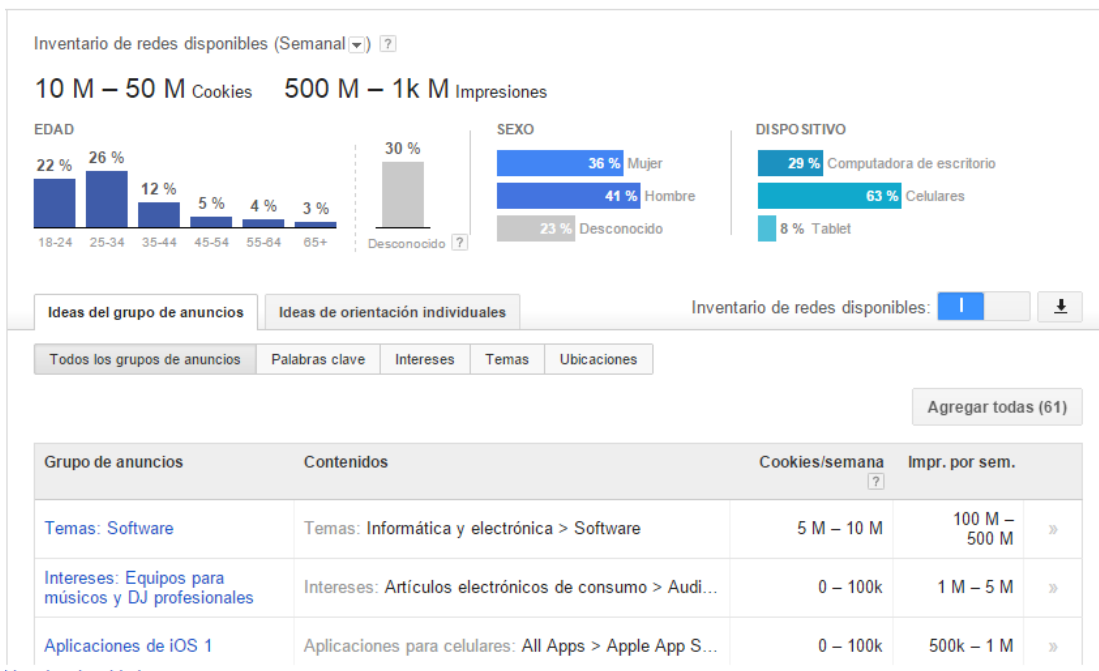 Inventario de redes disponibles (Semanal ) ?
10 M – 50 M Cookies 500 M – 1k M Impresiones
EDAD
22 % 26 % 12 % 5 % 4 % 3 % 30 %
18-24 25-34 35-44 45-54 55-64 65+ Desconocido ?
SEXO
36 % Mujer
41 % Hombre
23 % Desconocido
DISPOSITIVO
29 % Computadora de escritorio
63 % Celulares
8 % Tablet
Ideas del grupo de anuncios Ideas de orientación individuales Inventario de redes disponibles:
Todos los grupos de anuncios Palabras clave Intereses Temas Ubicaciones
Agregar todas (61)
Grupo de anuncios Contenidos Cookies/semana ? Impr. por sem.
Temas: Software Temas: Informática y electrónica > Software 5 M – 10 M 100 M –
500 M »
Intereses: Equipos para
músicos y DJ profesionales Intereses: Artículos electrónicos de consumo > Audi... 0 – 100k 1 M – 5 M »
Aplicaciones de iOS 1 Aplicaciones para celulares: All Apps > Apple App S... 0 – 100k 500k – 1 M »